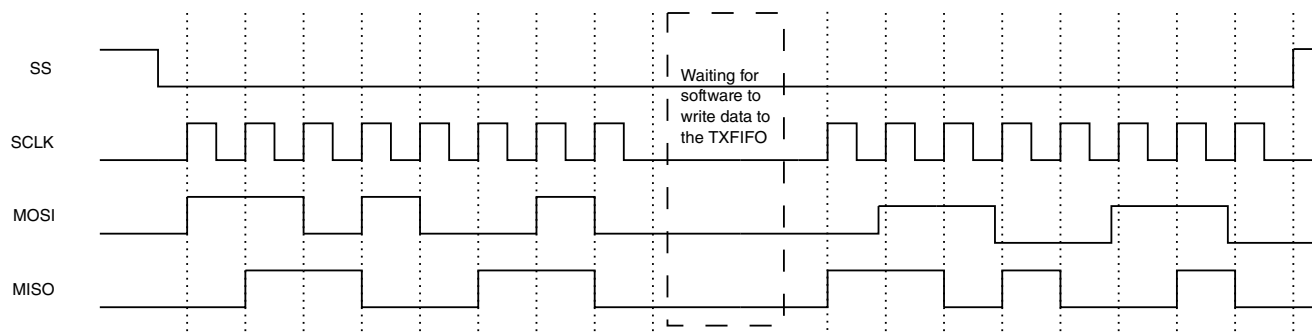 SS
Waiting for
software to
write data to
the TXFIFO
SCLK
MOSI
MISO